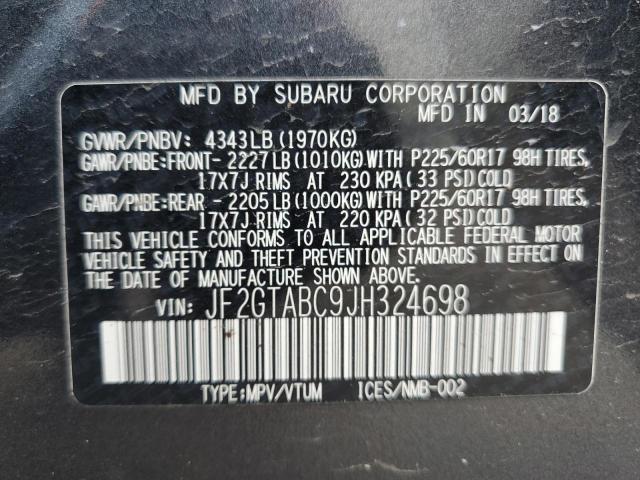 MFD BY SUBARU CORPORATION
MFD IN 03/18
GVWR/PNBV: 4343LB(1970KG)
GAWR/PNBE:FRONT- 2227LB(1010KG)WITH P225/60R17 98H TIRES,
17X7J RIMS AT 230 KPA(33 PSI)COLD
GAWR/PNBE:REAR - 2205LB(1000KG)WITH P225/60R17 98H TIRES,
17X7J RIMS AT 220 KPA(32 PSI)COLD
THIS VEHICLE CONFORMS TO ALL APPLICABLE FEDERAL MOTOR
VEHICLE SAFETY AND THEFT PREVENTION STANDARDS IN EFFECT ON
THE DATE OF MANUFACTURE SHOWN ABOVE.
VIN: JF2GTABC9JH324698
TYPE:MPV/VTUM ICES/NMB-002